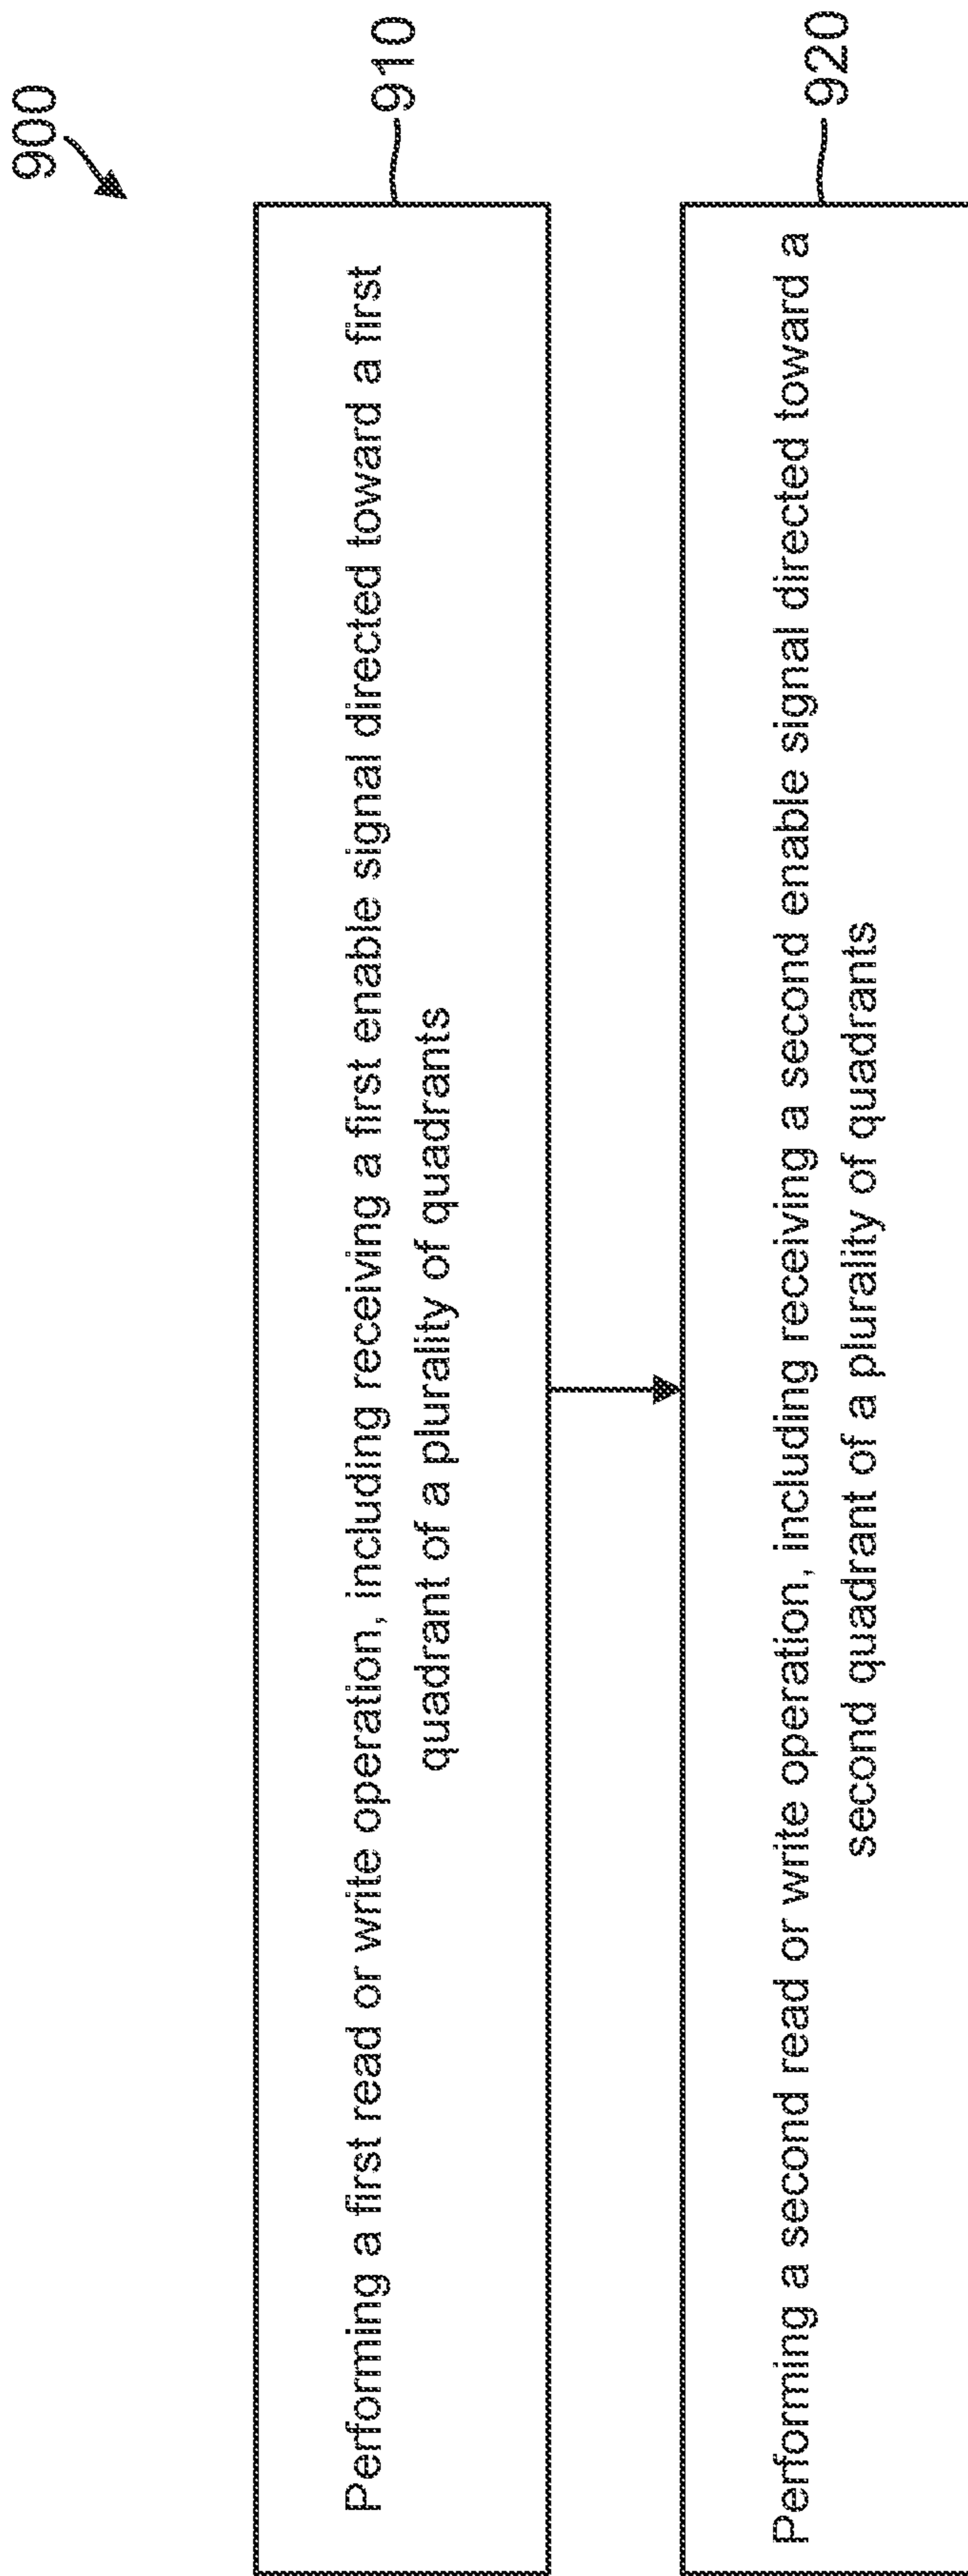 900
Performing a first read or write operation, including receiving a first enable signal directed toward a first
quadrant of a plurality of quadrants
910
Performing a second read or write operation, including receiving a second enable signal directed toward a
second quadrant of a plurality of quadrants
920